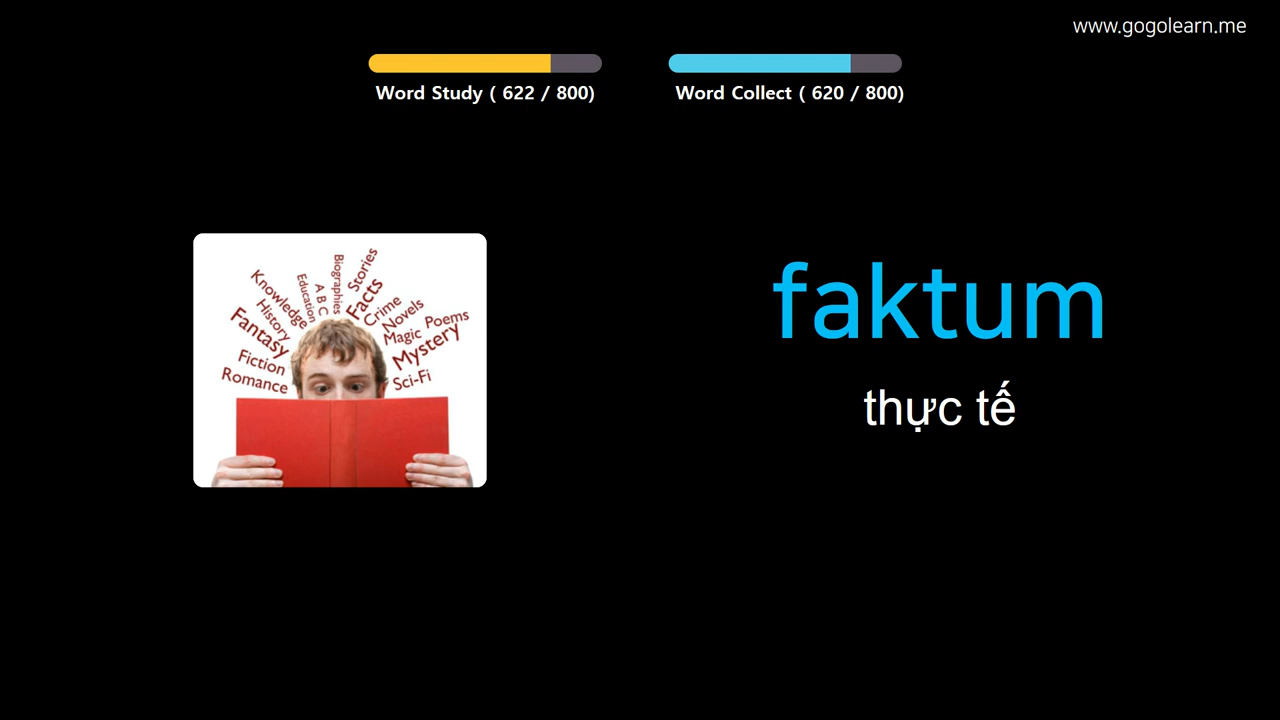 www.gogolearn.me
Word Study ( 622 / 800)
Word Collect ( 620 / 800)
Knowledge
History
Fantasy
Fiction
Romance
Education
A B C
Biographies
Stories
Facts
Crime
Novels
Magic
Poems
Mystery
Sci-Fi
faktum
thực tế